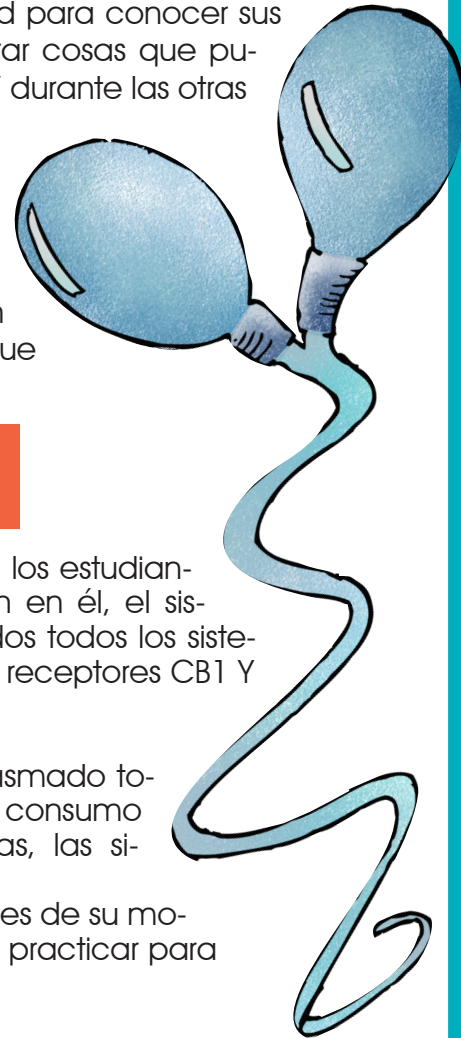 d para conocer sus
ar cosas que pu-
durante las otras
n
ue
los estudian-
n en él, el sis-
dos todos los siste-
receptores CB1 Y
asmado to-
consumo
as, las si-
es de su mo-
practicar para